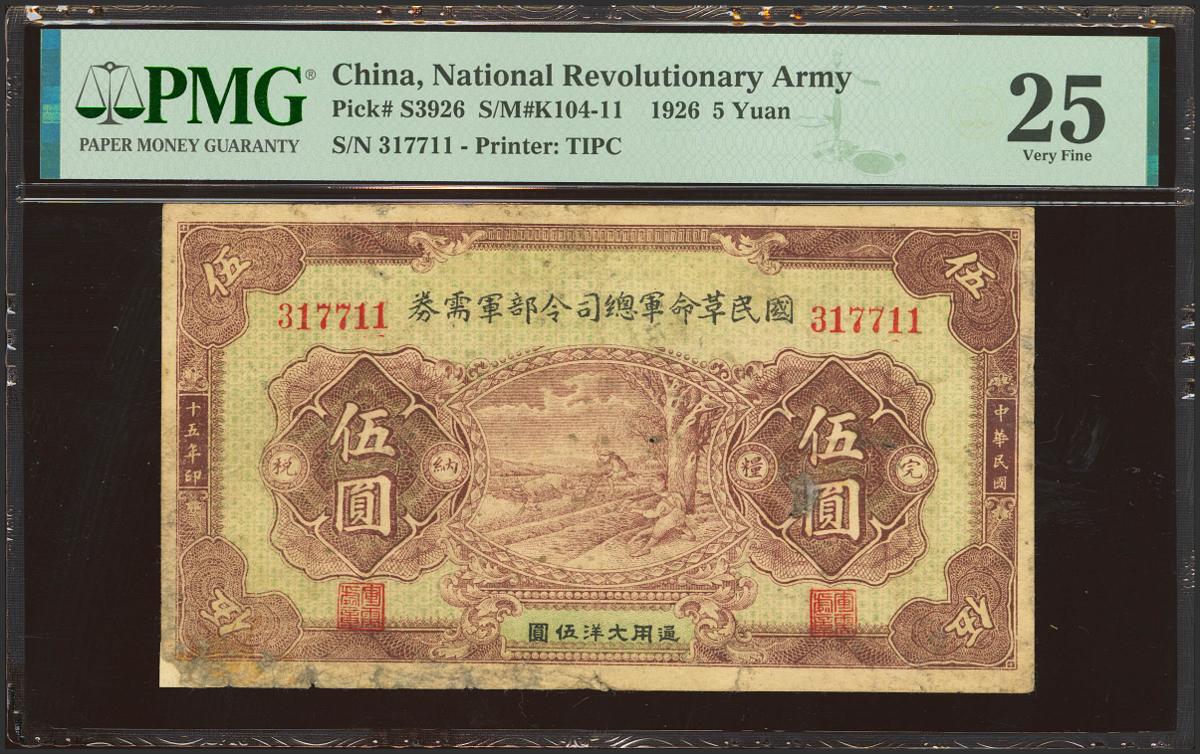 PMG®
PAPER MONEY GUARANTY
China, National Revolutionary Army
Pick# S3926 S/M#K104-11 1926 5 Yuan
S/N 317711 - Printer: TIPC
25
Very Fine
伍
伍
券需軍部令司總軍命革民國
317711
317711
中華民國
十五年印
伍圓
伍圓
完
糧
納
税
圓伍洋大用通
伍
伍